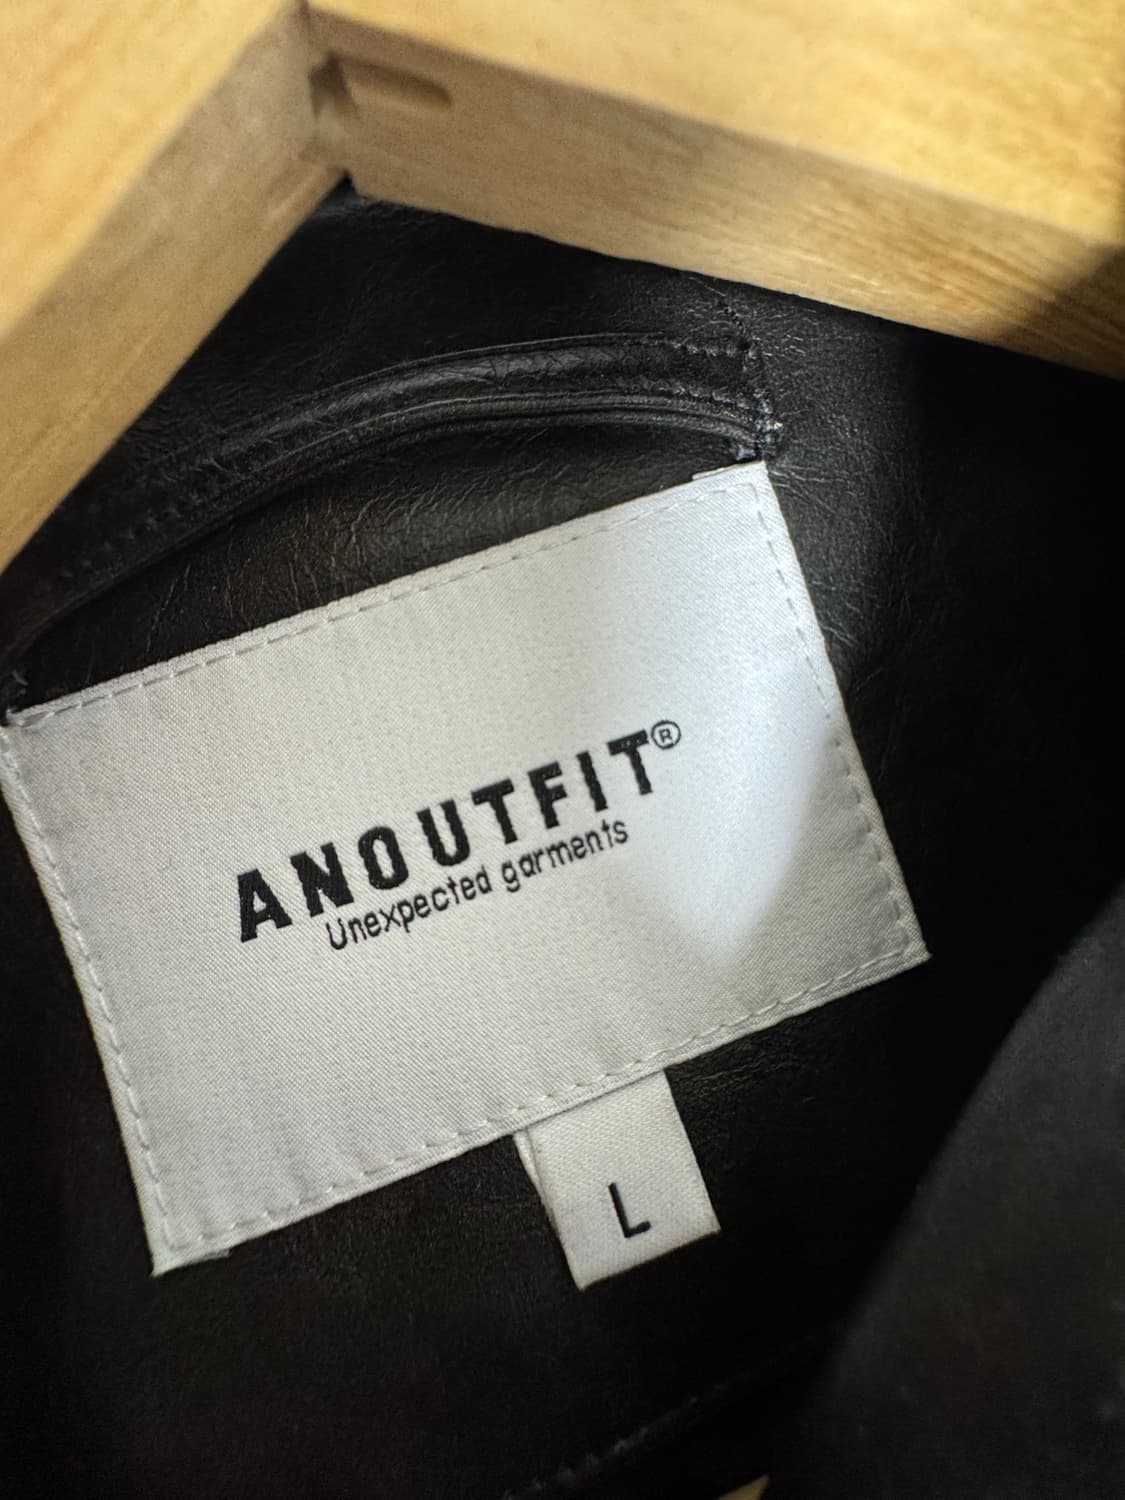 ANOUTFIT®
Unexpected garments
L